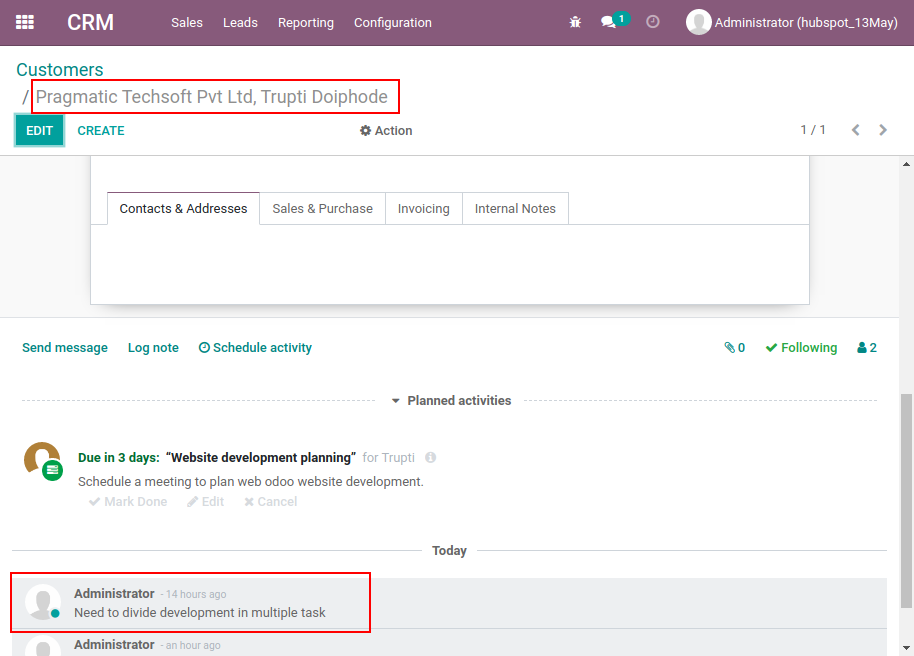 CRM Sales Leads Reporting Configuration 1 Administrator (hubspot_13May)
Customers
/ Pragmatic Techsoft Pvt Ltd, Trupti Doiphode
EDIT CREATE Action 1 / 1
Contacts & Addresses Sales & Purchase Invoicing Internal Notes
Send message Log note Schedule activity 0 Following 2
Planned activities
Due in 3 days: “Website development planning” for Trupti
Schedule a meeting to plan web odoo website development.
Mark Done Edit Cancel
Today
Administrator - 14 hours ago
Need to divide development in multiple task
Administrator - an hour ago